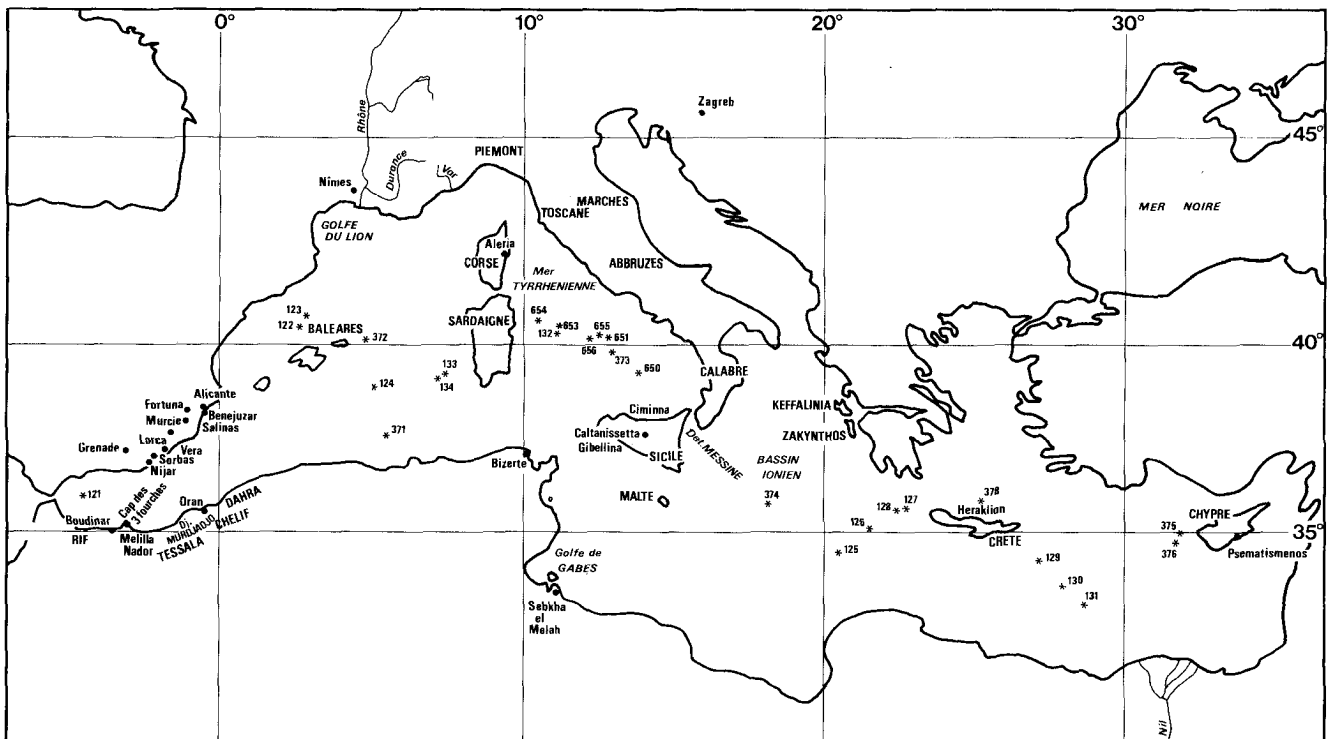 0°
10°
20°
30°
45°
40°
35°
Zagreb
Rhône
Durance
Var
PIEMONT
Nîmes
GOLFE
DU LION
MARCHES
TOSCANE
MER NOIRE
Aleria
CORSE
ABBRUZES
Mer
TYRRHENIENNE
SARDAIGNE
123
122
BALEARES
372
654
653
132
655
651
656
373
650
133
134
124
371
CALABRE
Alicante
Fortuna
Benejuzar
Murcie
Salinas
Lorca
Grenade
Vera
Sorbas
Nijar
Ciminna
Caltanissetta
Gibellina
SICILE
Det. MESSINE
KEFFALINIA
ZAKYNTHOS
BASSIN
IONIEN
374
Bizerte
MALTE
121
Cap des
3 fourches
Oran
DAHRA
Boudinar
RIF
Melilla
Nador
Dj.
MURDJADJO
CHELIF
TESSALA
Golfe de
GABES
Sebkha
el
Melah
125
126
128
127
378
Heraklion
CRETE
129
130
131
CHYPRE
375
376
Psematismenos
Nil